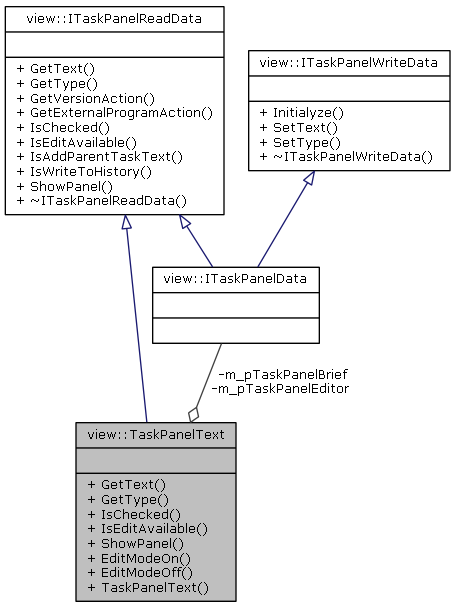 view::ITaskPanelReadData
+ GetText()
+ GetType()
+ GetVersionAction()
+ GetExternalProgramAction()
+ IsChecked()
+ IsEditAvailable()
+ IsAddParentTaskText()
+ IsWriteToHistory()
+ ShowPanel()
+ ~ITaskPanelReadData()
view::ITaskPanelWriteData
+ Initialyze()
+ SetText()
+ SetType()
+ ~ITaskPanelWriteData()
view::ITaskPanelData
-m_pTaskPanelBrief
-m_pTaskPanelEditor
view::TaskPanelText
+ GetText()
+ GetType()
+ IsChecked()
+ IsEditAvailable()
+ ShowPanel()
+ EditModeOn()
+ EditModeOff()
+ TaskPanelText()